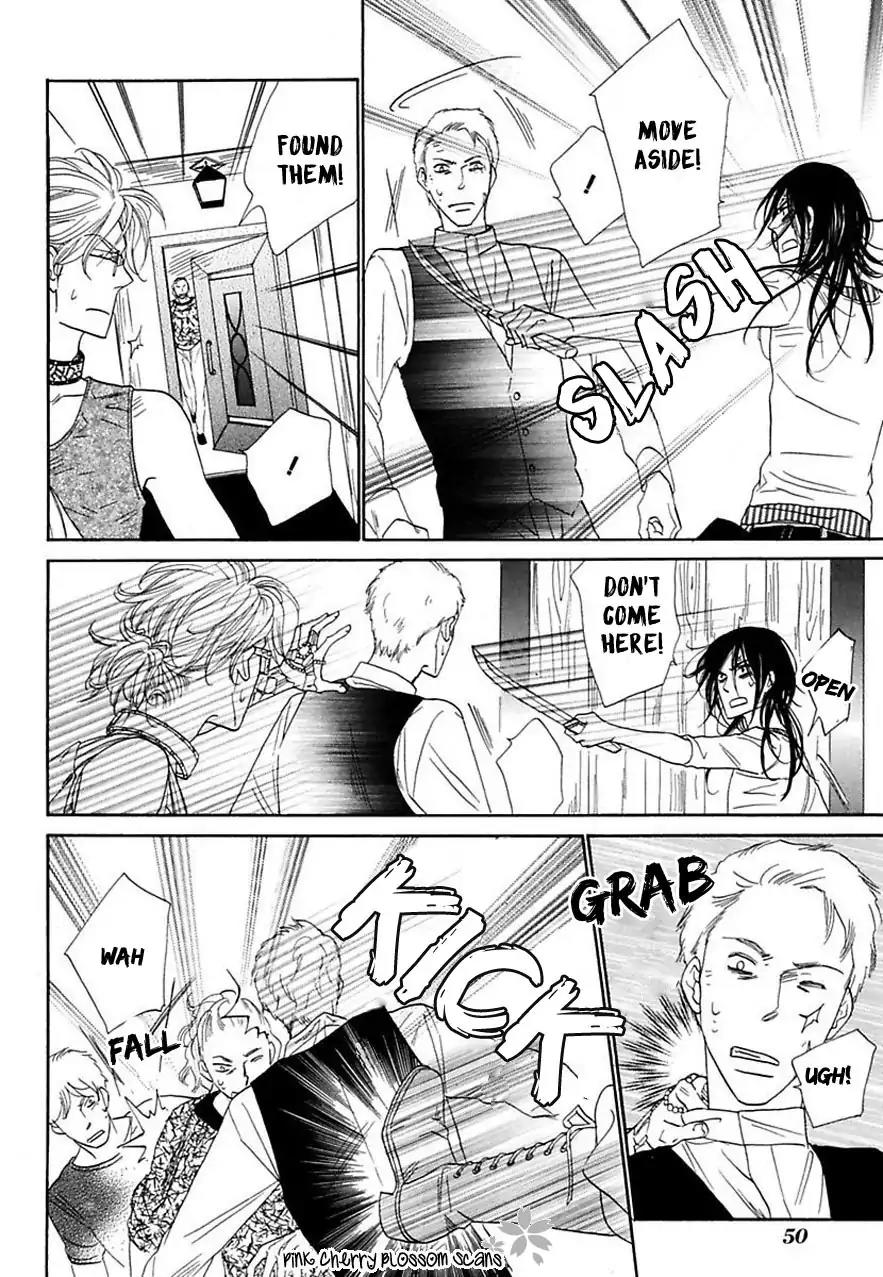 MOVE
ASIDE!
!
SLASH
FOUND
THEM!
!
OPEN
DON'T
COME
HERE!
GRAB
UGH!
KICK
WAH
FALL
50
PINK CHERRY BLOSSOM SCANS